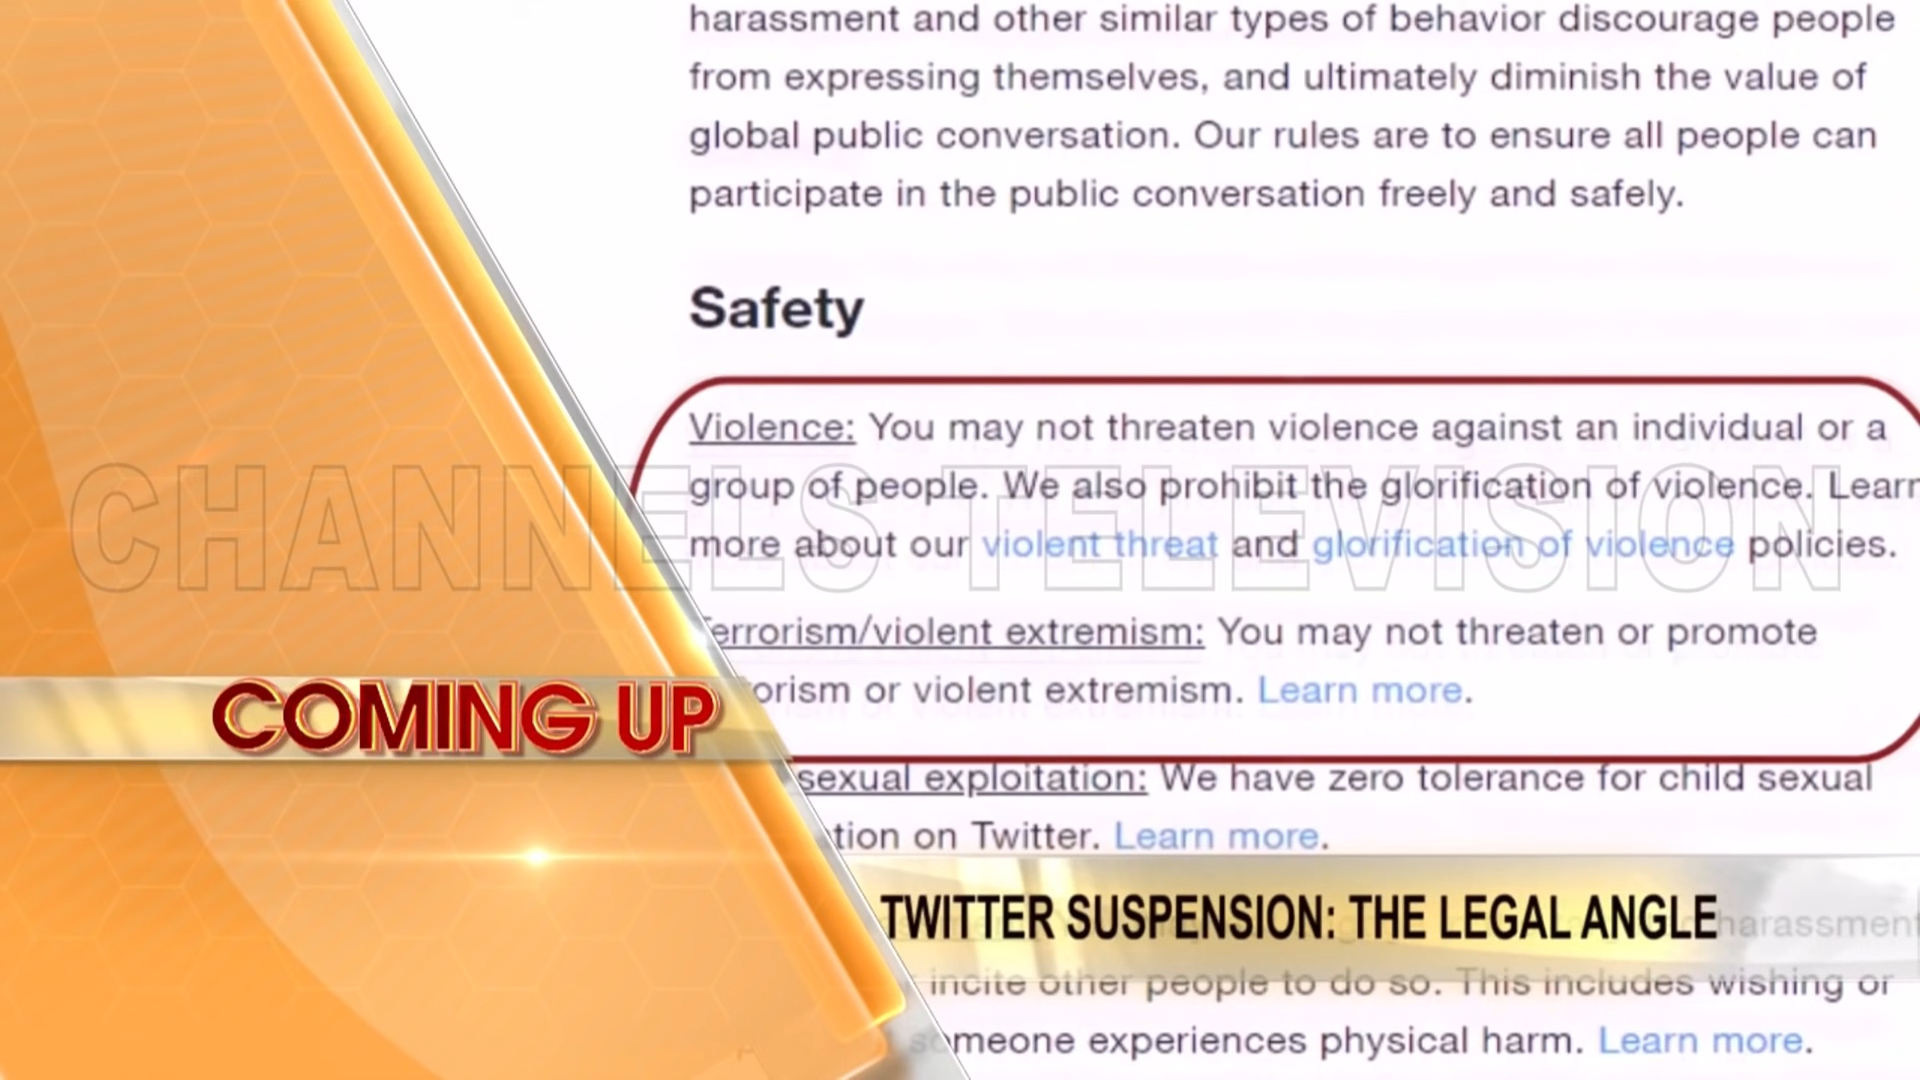 harassment and other similar types of behavior discourage people
from expressing themselves, and ultimately diminish the value of
global public conversation. Our rules are to ensure all people can
participate in the public conversation freely and safely.
Safety
Violence: You may not threaten violence against an individual or a
group of people. We also prohibit the glorification of violence. Learn
more about our violent threat and glorification of violence policies.
CHANNELS TELEVISION
errorism/violent extremism: You may not threaten or promote
orism or violent extremism. Learn more.
COMING UP
sexual exploitation: We have zero tolerance for child sexual
tion on Twitter. Learn more.
TWITTER SUSPENSION: THE LEGAL ANGLE
harassment
incite other people to do so. This includes wishing or
someone experiences physical harm. Learn more.